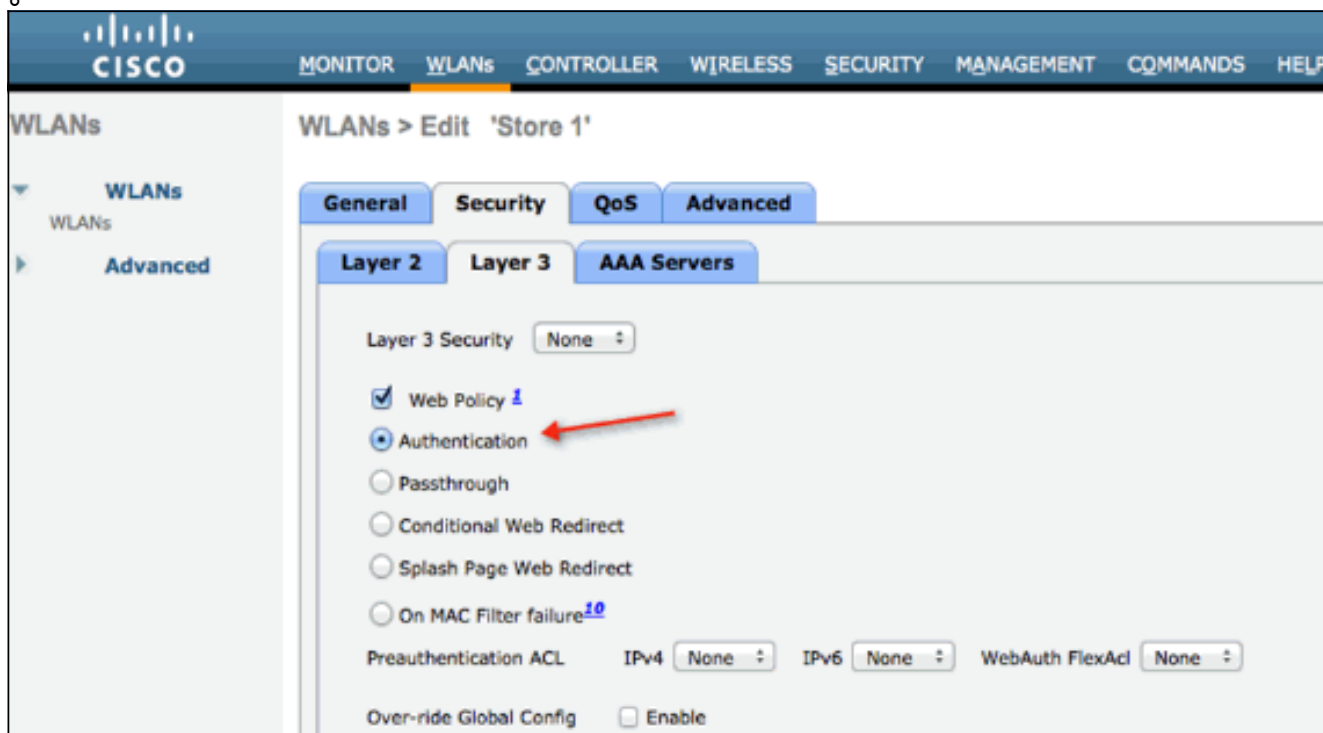 CISCO
MONITOR WLANs CONTROLLER WIRELESS SECURITY MANAGEMENT COMMANDS HELP
WLANs
WLANs > Edit 'Store 1'
WLANs
WLANs
Advanced
General Security QoS Advanced
Layer 2 Layer 3 AAA Servers
Layer 3 Security None
Web Policy 1
Authentication
Passthrough
Conditional Web Redirect
Splash Page Web Redirect
On MAC Filter failure10
Preauthentication ACL IPv4 None IPv6 None WebAuth FlexAcl None
Over-ride Global Config Enable